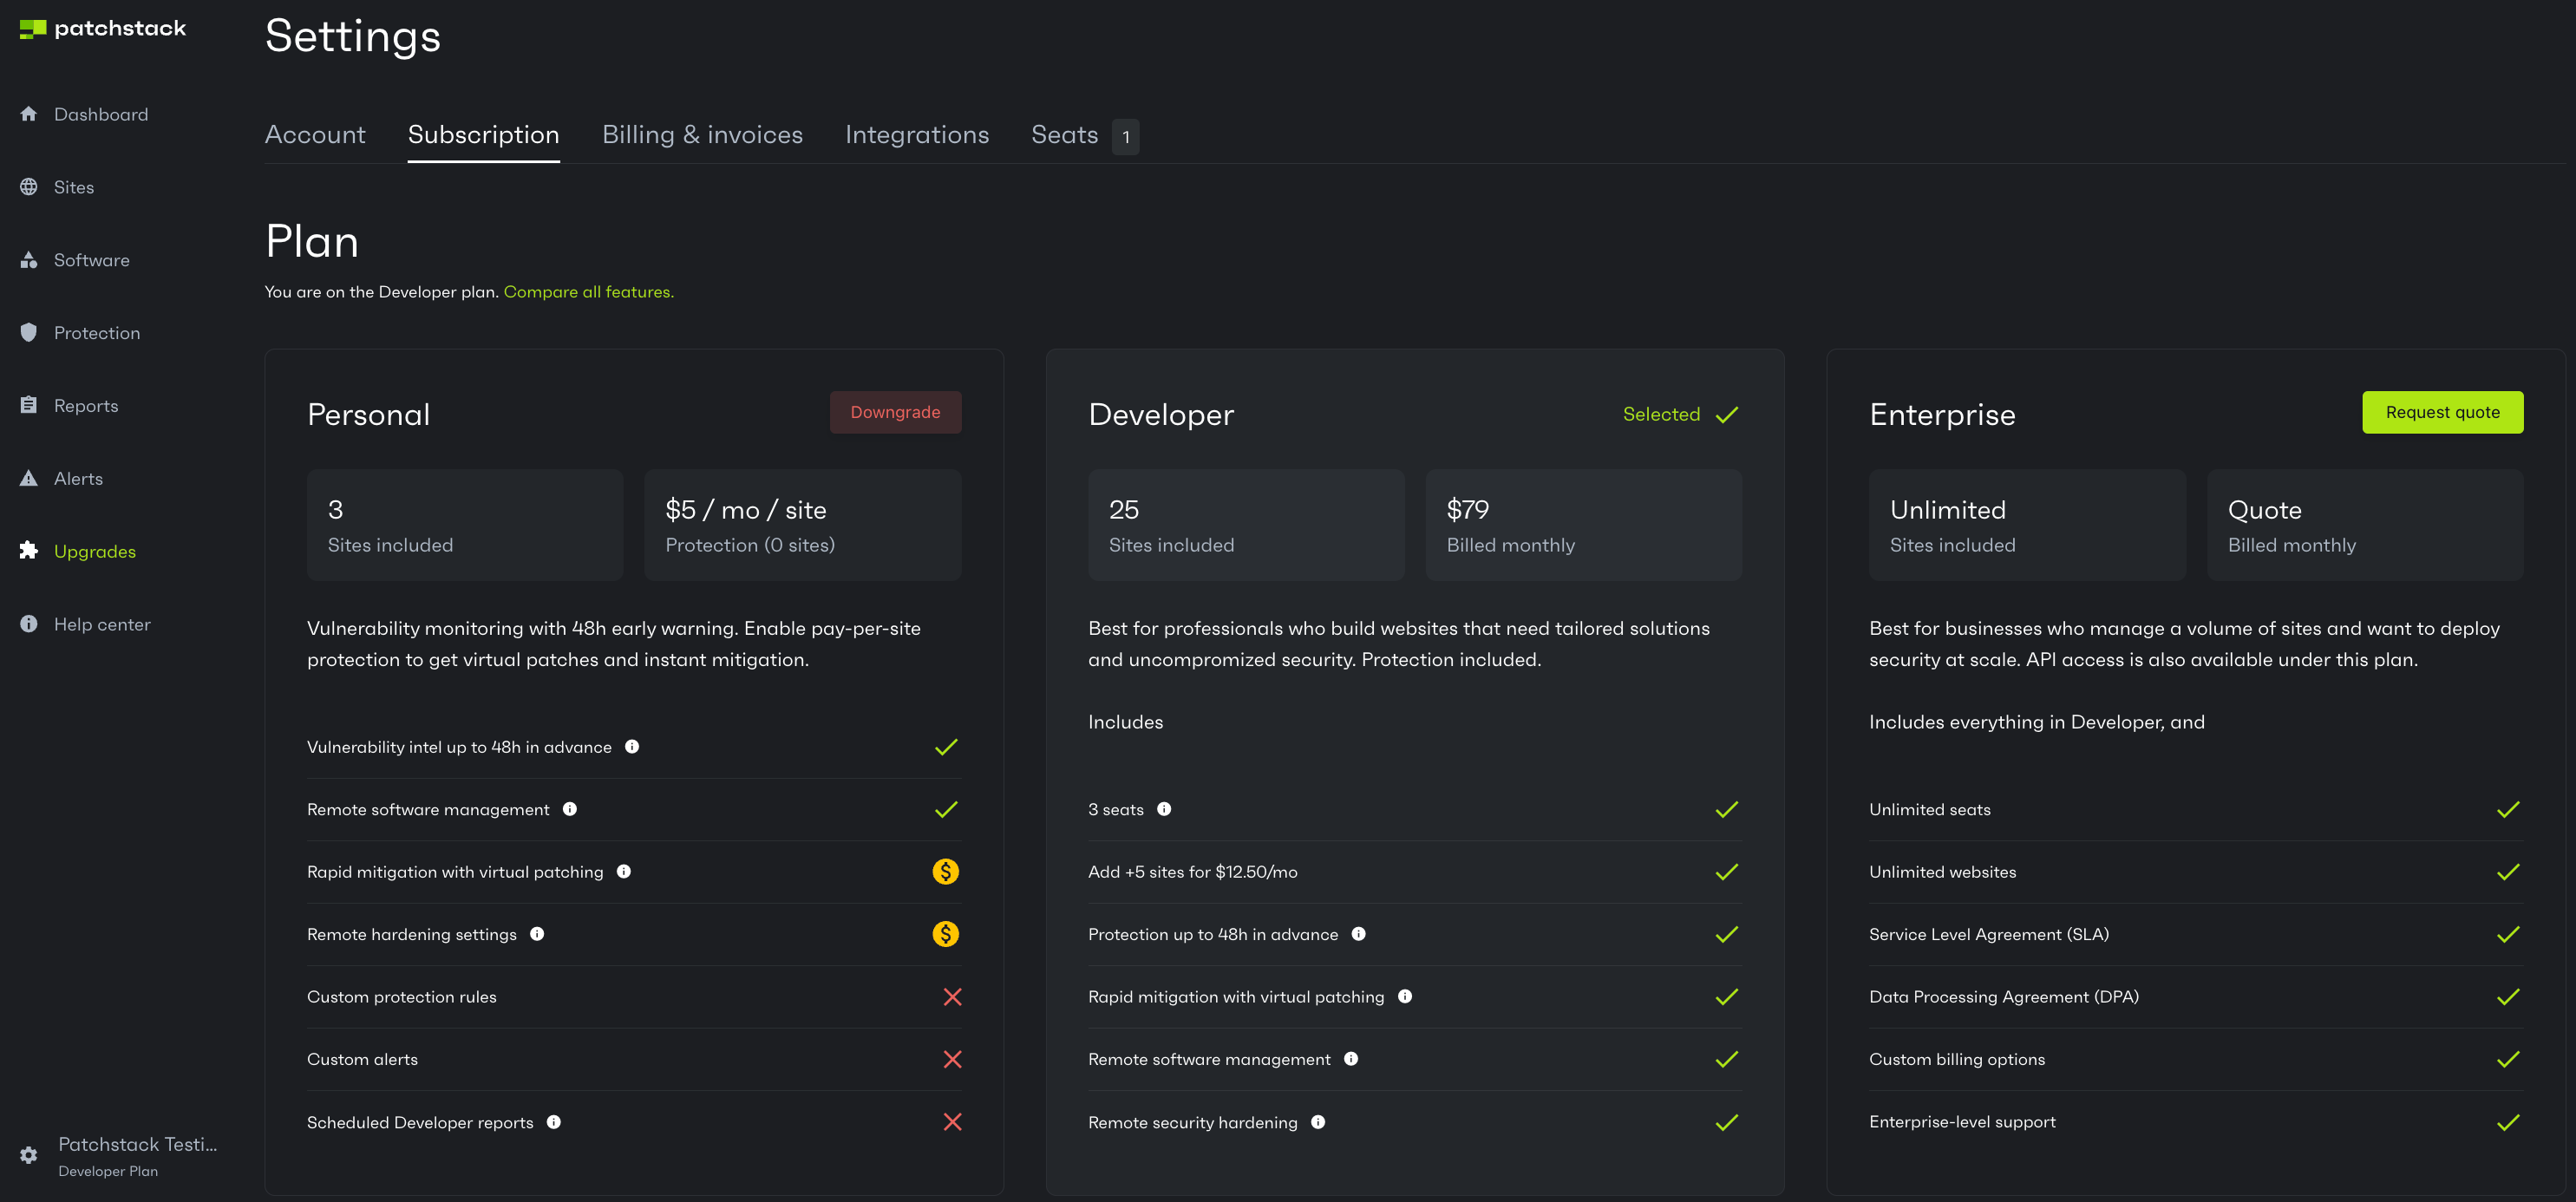 patchstack
Dashboard
Sites
Software
Protection
Reports
Alerts
Upgrades
Help center
Patchstack Testi...
Developer Plan
Settings
Account
Subscription
Billing & invoices
Integrations
Seats 1
Plan
You are on the Developer plan. Compare all features.
Personal
Downgrade
3
Sites included
$5 / mo / site
Protection (0 sites)
Vulnerability monitoring with 48h early warning. Enable pay-per-site
protection to get virtual patches and instant mitigation.
Vulnerability intel up to 48h in advance
Remote software management
Rapid mitigation with virtual patching
Remote hardening settings
Custom protection rules
Custom alerts
Scheduled Developer reports
Developer
Selected
25
Sites included
$79
Billed monthly
Best for professionals who build websites that need tailored solutions
and uncompromized security. Protection included.
Includes
3 seats
Add +5 sites for $12.50/mo
Protection up to 48h in advance
Rapid mitigation with virtual patching
Remote software management
Remote security hardening
Enterprise
Request quote
Unlimited
Sites included
Quote
Billed monthly
Best for businesses who manage a volume of sites and want to deploy
security at scale. API access is also available under this plan.
Includes everything in Developer, and
Unlimited seats
Unlimited websites
Service Level Agreement (SLA)
Data Processing Agreement (DPA)
Custom billing options
Enterprise-level support